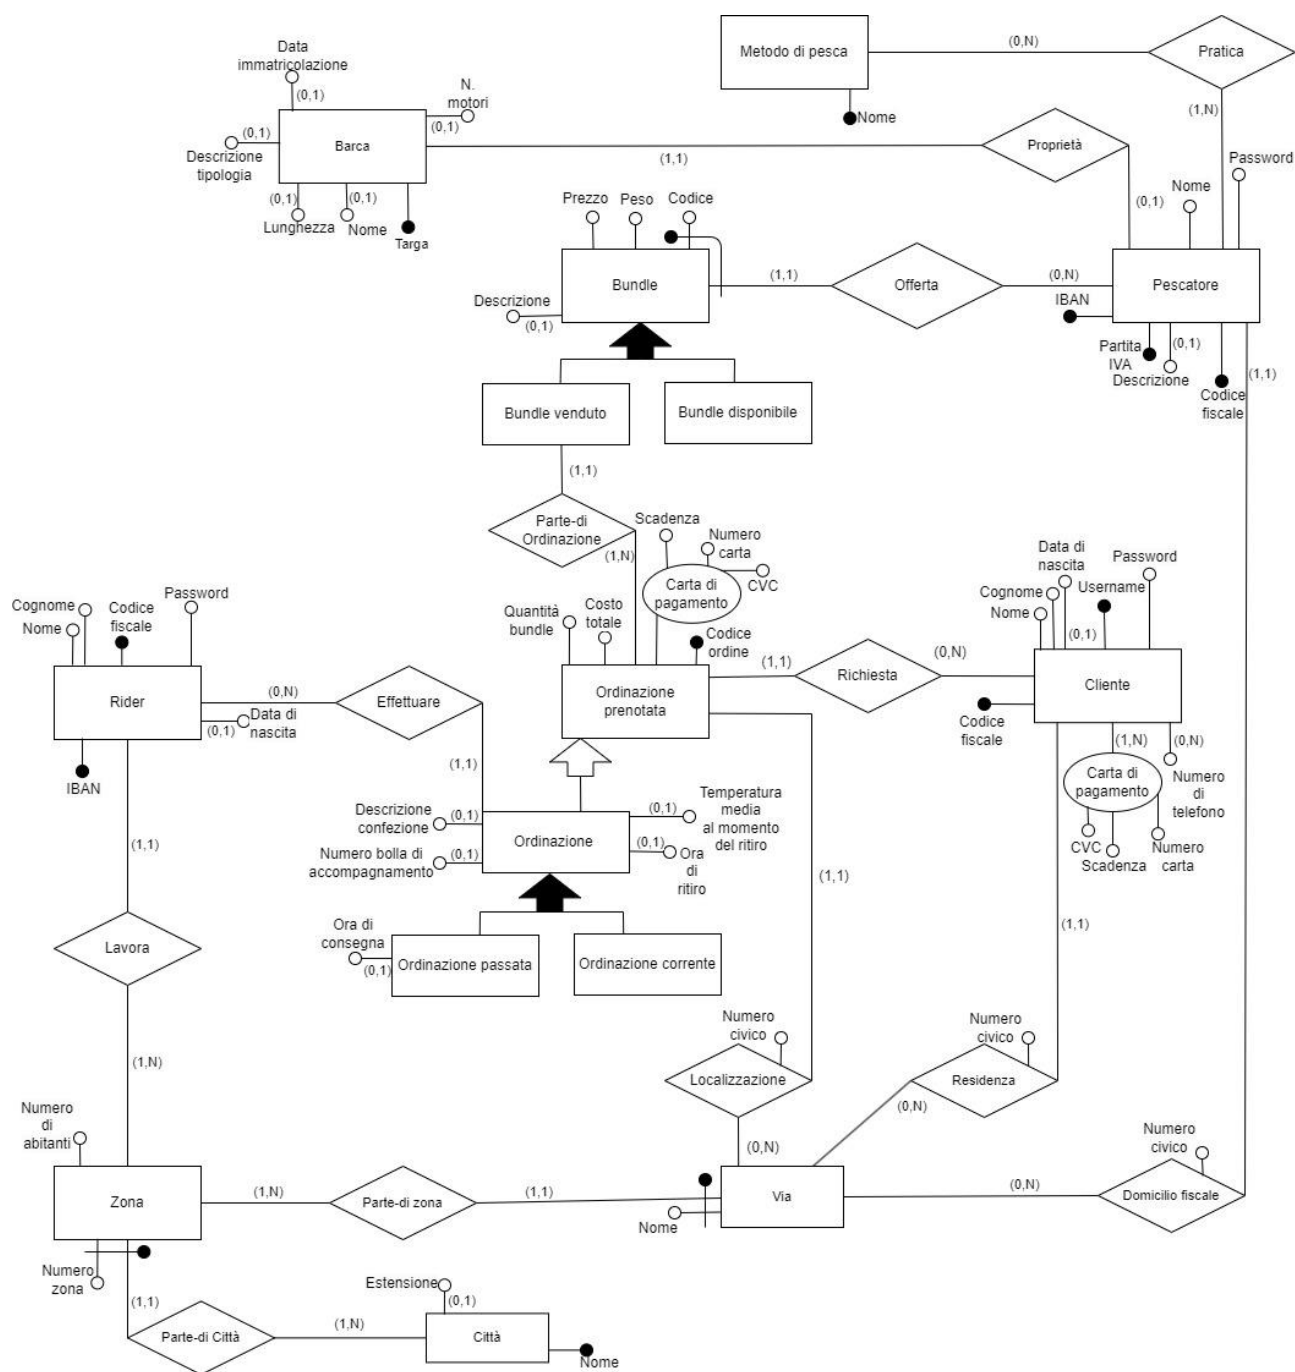 Metodo di pesca
(0,N)
Pratica
Nome
(1,N)
Data
immatricolazione
(0,1)
N.
motori
(0,1)
(0,1)
Descrizione
tipologia
Barca
(0,1)
Lunghezza
(0,1)
Nome
Targa
(1,1)
Proprietà
(0,1)
Password
Nome
Prezzo
Peso
Codice
Bundle
Descrizione
(0,1)
(1,1)
Offerta
(0,N)
Pescatore
IBAN
Partita
IVA
(0,1)
Descrizione
Codice
fiscale
(1,1)
Bundle venduto
Bundle disponibile
(1,1)
Parte-di
Ordinazione
(1,N)
Scadenza
Numero
carta
CVC
Carta di
pagamento
Quantità
bundle
Costo
totale
Codice
ordine
Ordinazione
prenotata
(1,1)
Richiesta
(0,N)
Data di
nascita
(0,1)
Cognome
Nome
Username
Password
Cliente
Codice
fiscale
(1,N)
(0,N)
Carta di
pagamento
Numero
di
telefono
CVC
Scadenza
Numero
carta
Cognome
Nome
Codice
fiscale
Password
Rider
(0,N)
Effettuare
(0,1)
Data di
nascita
IBAN
(1,1)
Descrizione
confezione
(0,1)
Numero bolla di
accompagnamento
(0,1)
Ordinazione
(0,1)
Temperatura
media
al momento
del ritiro
(0,1)
Ora
di
ritiro
Ora di
consegna
(0,1)
Ordinazione passata
Ordinazione corrente
(1,1)
Lavora
(1,N)
(1,1)
Numero
civico
Localizzazione
(0,N)
(1,1)
Numero
civico
Residenza
(0,N)
Numero
di
abitanti
Zona
(1,N)
Parte-di zona
(1,1)
Nome
Via
(0,N)
Numero
civico
Domicilio fiscale
Numero
zona
(1,1)
Parte-di Città
(1,N)
Estensione
(0,1)
Città
Nome